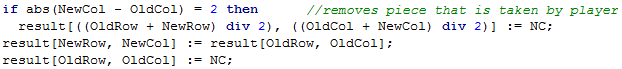 if abs(NewCol - OldCol) = 2 then       //removes piece that is taken by player
  result[((OldRow + NewRow) div 2), ((OldCol + NewCol) div 2)] := NC;
result[NewRow, NewCol] := result[OldRow, OldCol];
result[OldRow, OldCol] := NC;